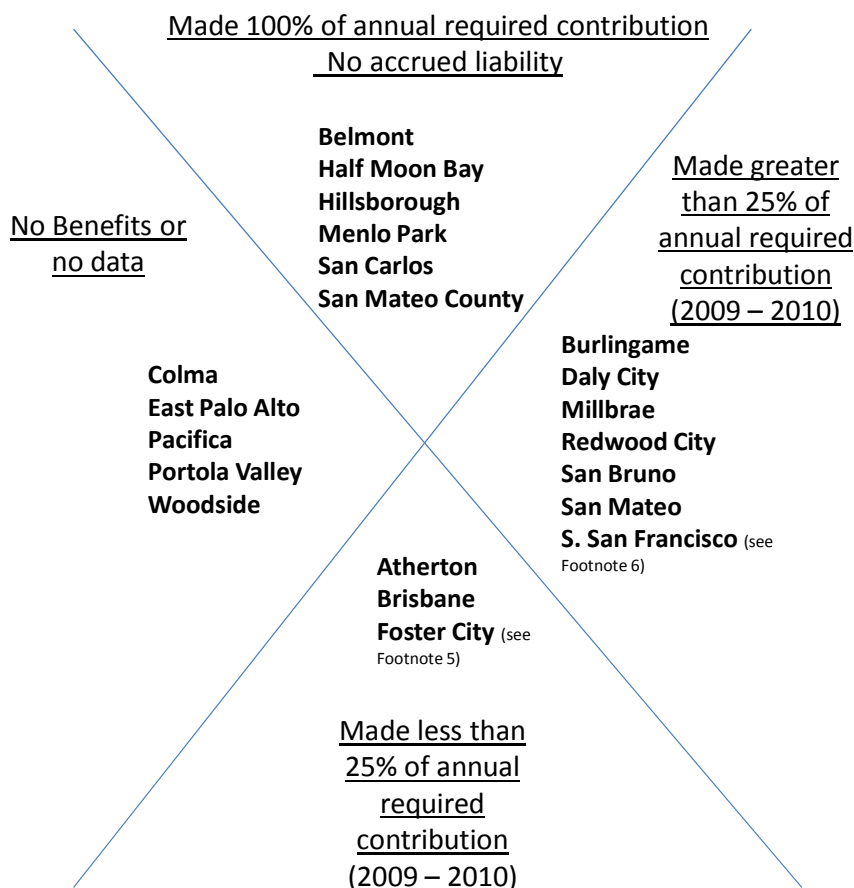 Made 100% of annual required contribution
No accrued liability
Belmont
Half Moon Bay
Hillsborough
Menlo Park
San Carlos
San Mateo County
Made greater
than 25% of
annual required
contribution
(2009 – 2010)
Burlingame
Daly City
Millbrae
Redwood City
San Bruno
San Mateo
S. San Francisco (see
Footnote 6)
No Benefits or
no data
Colma
East Palo Alto
Pacifica
Portola Valley
Woodside
Atherton
Brisbane
Foster City (see
Footnote 5)
Made less than
25% of annual
required
contribution
(2009 – 2010)